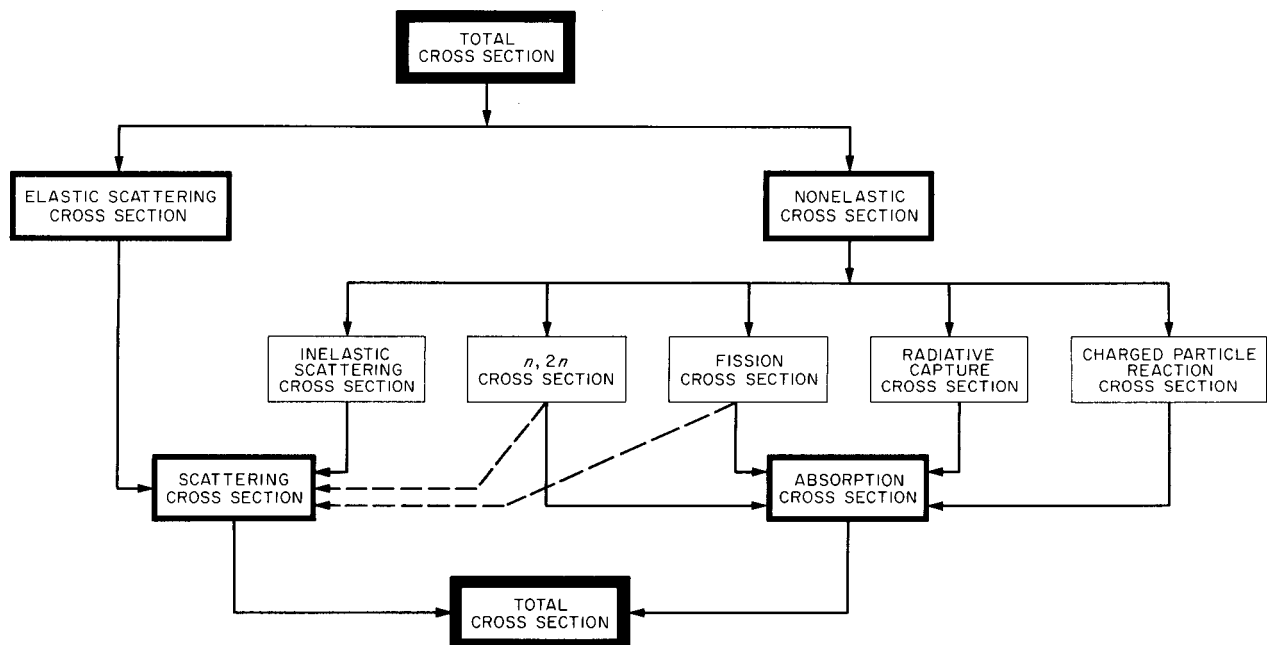 TOTAL
CROSS SECTION
ELASTIC SCATTERING
CROSS SECTION
NONELASTIC
CROSS SECTION
INELASTIC
SCATTERING
CROSS SECTION
n, 2n
CROSS SECTION
FISSION
CROSS SECTION
RADIATIVE
CAPTURE
CROSS SECTION
CHARGED PARTICLE
REACTION
CROSS SECTION
SCATTERING
CROSS SECTION
ABSORPTION
CROSS SECTION
TOTAL
CROSS SECTION